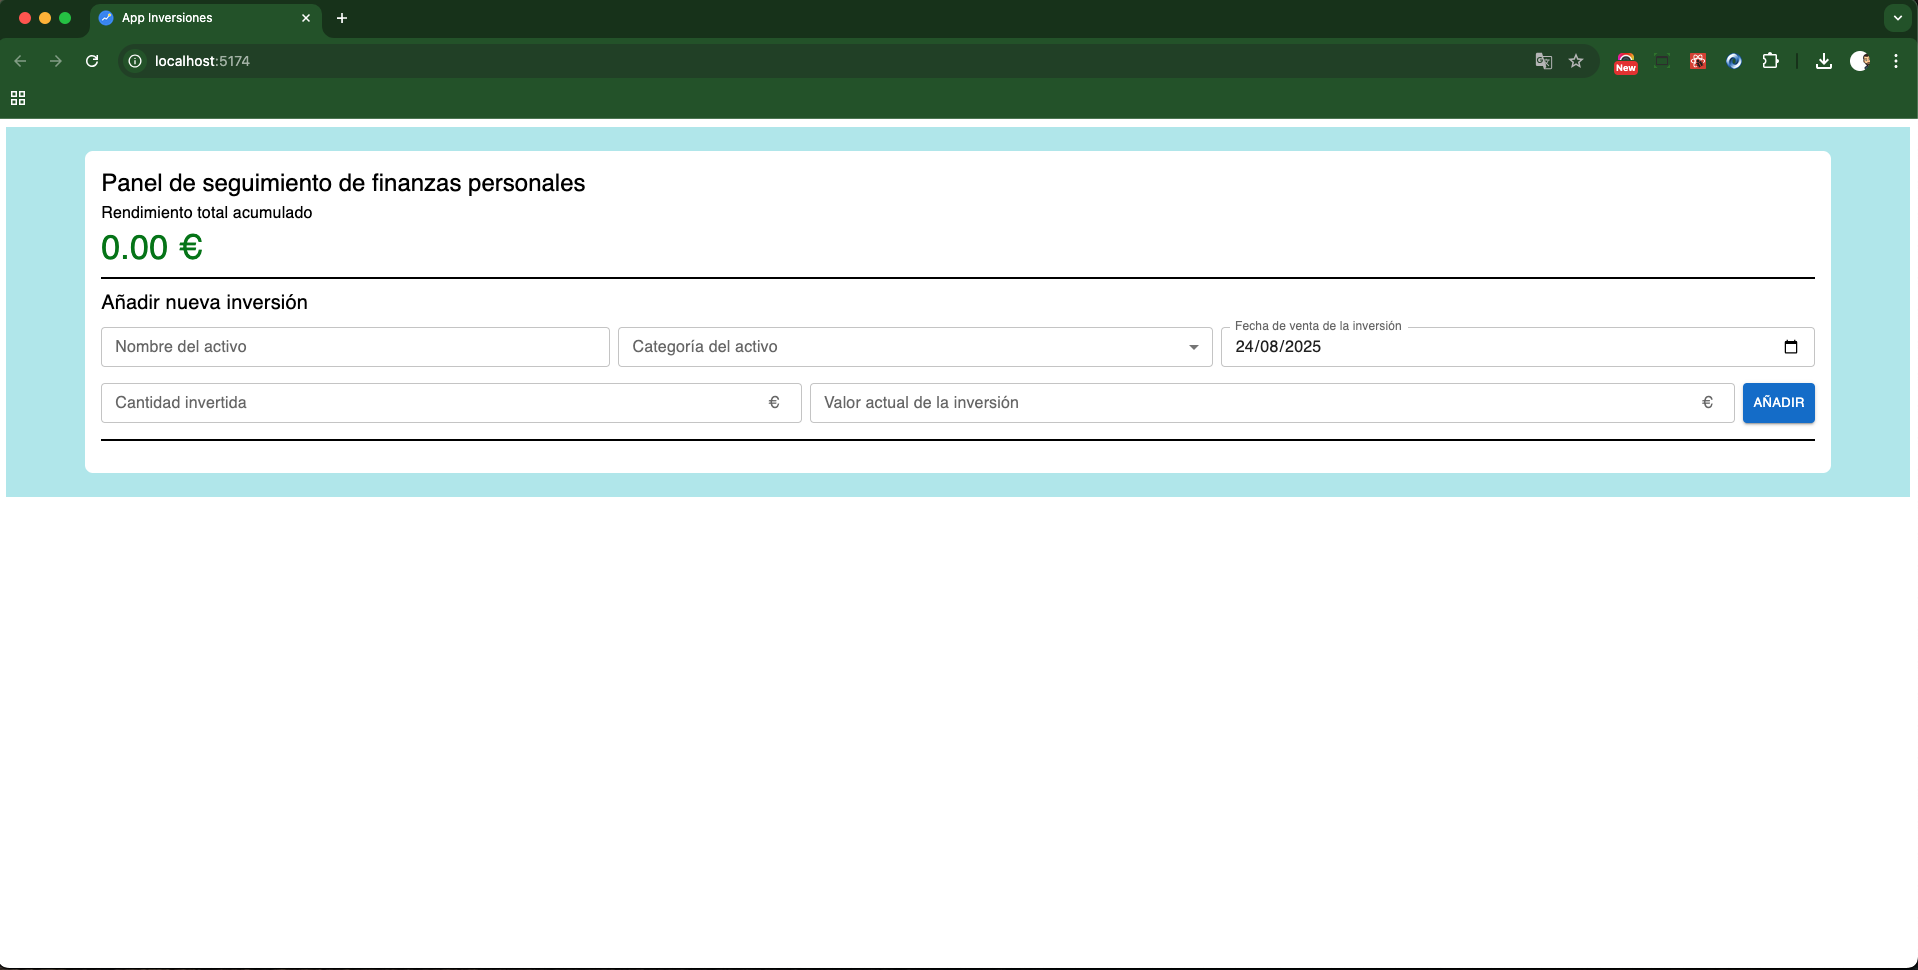 App Inversiones
localhost:5174
New
Panel de seguimiento de finanzas personales
Rendimiento total acumulado
0.00 €
Añadir nueva inversión
Nombre del activo
Categoría del activo
Fecha de venta de la inversión
24/08/2025
Cantidad invertida €
Valor actual de la inversión €
AÑADIR